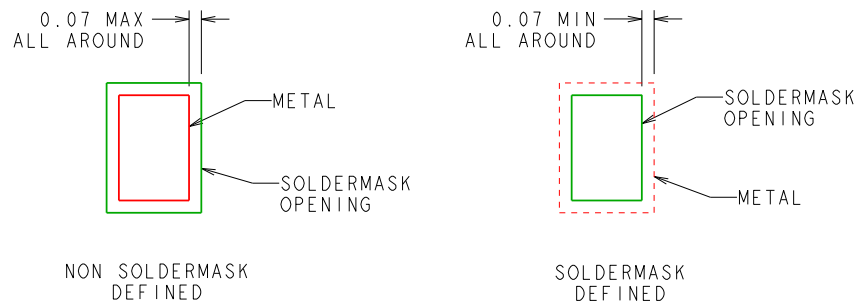 0.07 MAX
ALL AROUND
METAL
SOLDERMASK
OPENING
NON SOLDERMASK
DEFINED
0.07 MIN
ALL AROUND
SOLDERMASK
OPENING
METAL
SOLDERMASK
DEFINED